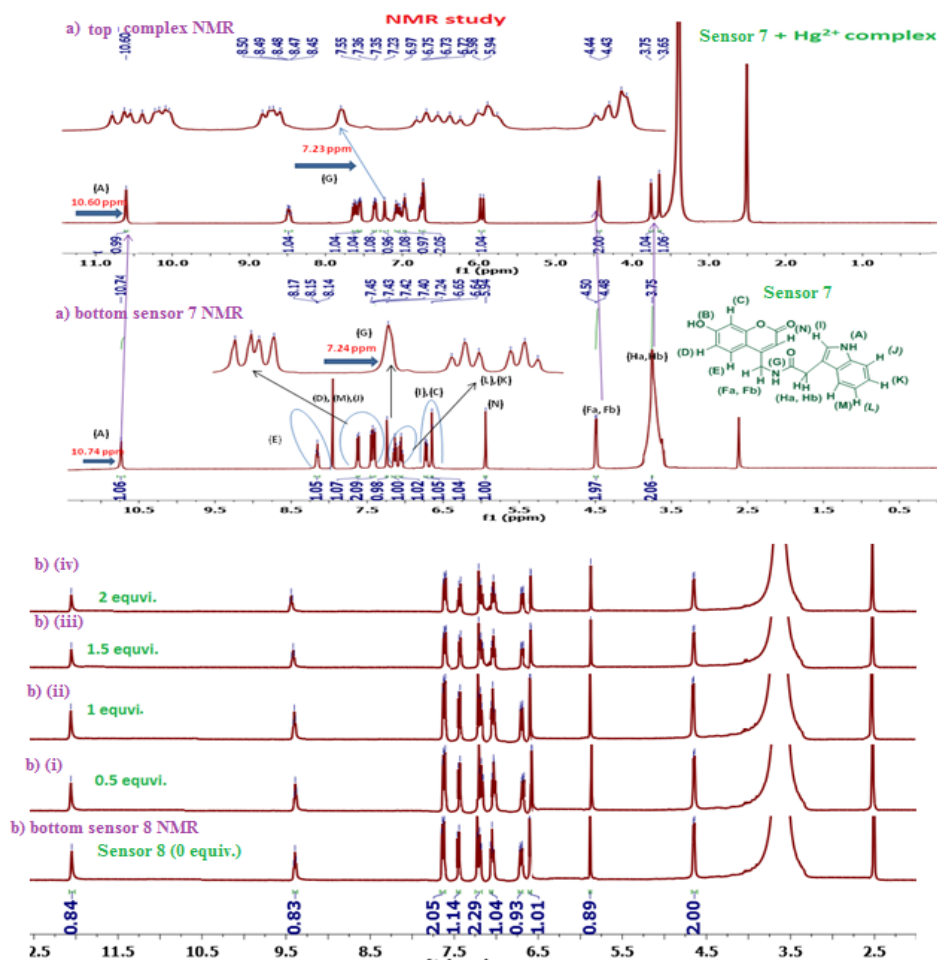 NMR study
a) top complex NMR
Sensor 7 + Hg²⁺ complex
-10.60
8.50
8.49
8.48
8.47
8.45
7.55
7.36
7.35
7.23
6.97
6.75
6.73
6.72
5.98
5.94
4.44
4.43
3.75
3.65
7.23 ppm
(G)
(A)
10.60 ppm
0.99
1.04
1.04
1.04
1.08
0.96
1.08
0.97
2.05
1.04
2.00
1.04
1.06
11.0 10.0 9.0 8.0 7.0 6.0 5.0 4.0 3.0 2.0 1.0
f1 (ppm)
-10.74
8.17
8.15
8.14
7.45
7.43
7.42
7.40
7.24
6.65
6.64
5.94
4.50
4.48
3.75
a) bottom sensor 7 NMR
Sensor 7
(G)
7.24 ppm
HO (B) H (C) O O H (N) H (I) H N (A) H (J)
(D) H H (E) H H (G) NH O H H H (K)
(Fa, Fb) (Ha, Hb) H (M) H (L)
(Ha,Hb)
(D), (M),(J)
(L),(K)
(I),(C)
(N)
(Fa, Fb)
(E)
(A)
10.74 ppm
1.06
1.05
1.07
2.09
0.98
1.00
1.02
1.05
1.04
1.00
1.97
2.06
10.5 9.5 8.5 7.5 6.5 5.5 4.5 3.5 2.5 1.5 0
f1 (ppm)
b) (iv)
2 equvi.
b) (iii)
1.5 equvi.
b) (ii)
1 equvi.
b) (i)
0.5 equvi.
b) bottom sensor 8 NMR
Sensor 8 (0 equiv.)
0.84
0.83
2.05
1.14
2.29
1.04
0.93
1.01
0.89
2.00
2.5 11.5 10.5 9.5 8.5 7.5 6.5 5.5 4.5 3.5 2.5